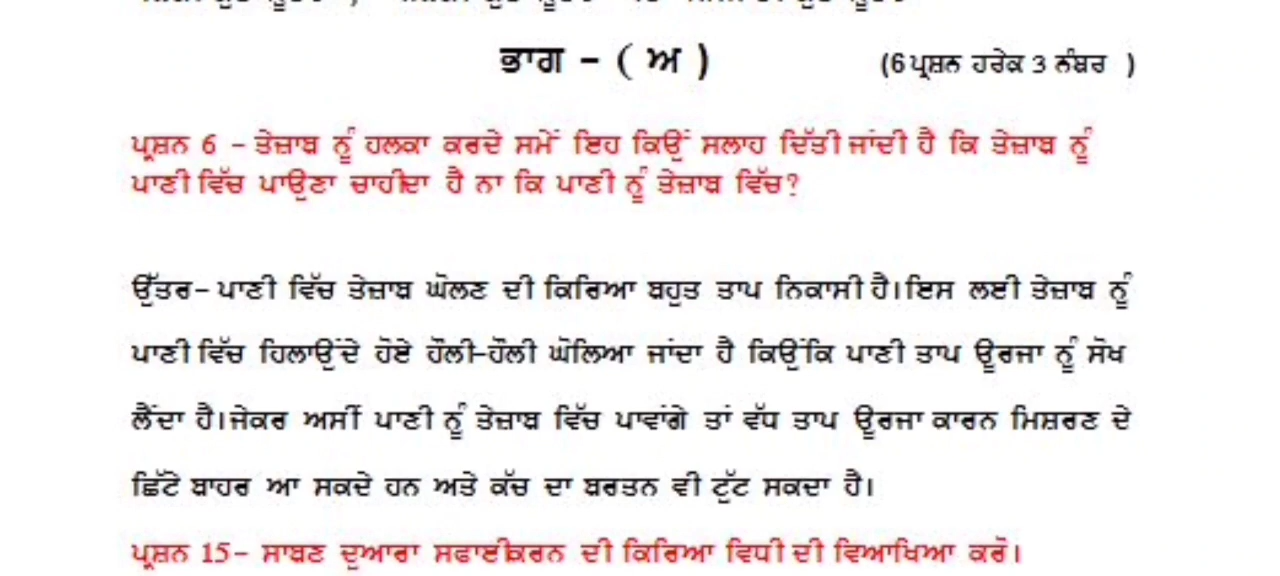 ਭਾਗ – ( ਅ ) (6 ਪ੍ਰਸ਼ਨ ਹਰੇਕ 3 ਨੰਬਰ )
ਪ੍ਰਸ਼ਨ 6 – ਤੇਜ਼ਾਬ ਨੂੰ ਹਲਕਾ ਕਰਦੇ ਸਮੇਂ ਇਹ ਕਿਉਂ ਸਲਾਹ ਦਿੱਤੀ ਜਾਂਦੀ ਹੈ ਕਿ ਤੇਜ਼ਾਬ ਨੂੰ
ਪਾਣੀ ਵਿੱਚ ਪਾਉਣਾ ਚਾਹੀਦਾ ਹੈ ਨਾ ਕਿ ਪਾਣੀ ਨੂੰ ਤੇਜ਼ਾਬ ਵਿੱਚ?
ਉੱਤਰ– ਪਾਣੀ ਵਿੱਚ ਤੇਜ਼ਾਬ ਘੋਲਣ ਦੀ ਕਿਰਿਆ ਬਹੁਤ ਤਾਪ ਨਿਕਾਸੀ ਹੈ।ਇਸ ਲਈ ਤੇਜ਼ਾਬ ਨੂੰ
ਪਾਣੀ ਵਿੱਚ ਹਿਲਾਉਂਦੇ ਹੋਏ ਹੌਲੀ–ਹੌਲੀ ਘੋਲਿਆ ਜਾਂਦਾ ਹੈ ਕਿਉਂਕਿ ਪਾਣੀ ਤਾਪ ਊਰਜਾ ਨੂੰ ਸੋਖ
ਲੈਂਦਾ ਹੈ।ਜੇਕਰ ਅਸੀਂ ਪਾਣੀ ਨੂੰ ਤੇਜ਼ਾਬ ਵਿੱਚ ਪਾਵਾਂਗੇ ਤਾਂ ਵੱਧ ਤਾਪ ਊਰਜਾ ਕਾਰਨ ਮਿਸ਼ਰਣ ਦੇ
ਛਿੱਟੇ ਬਾਹਰ ਆ ਸਕਦੇ ਹਨ ਅਤੇ ਕੱਚ ਦਾ ਬਰਤਨ ਵੀ ਟੁੱਟ ਸਕਦਾ ਹੈ।
ਪ੍ਰਸ਼ਨ 15– ਸਾਬਣ ਦੁਆਰਾ ਸਫਾਈਕਰਨ ਦੀ ਕਿਰਿਆ ਵਿਧੀ ਦੀ ਵਿਆਖਿਆ ਕਰੋ।